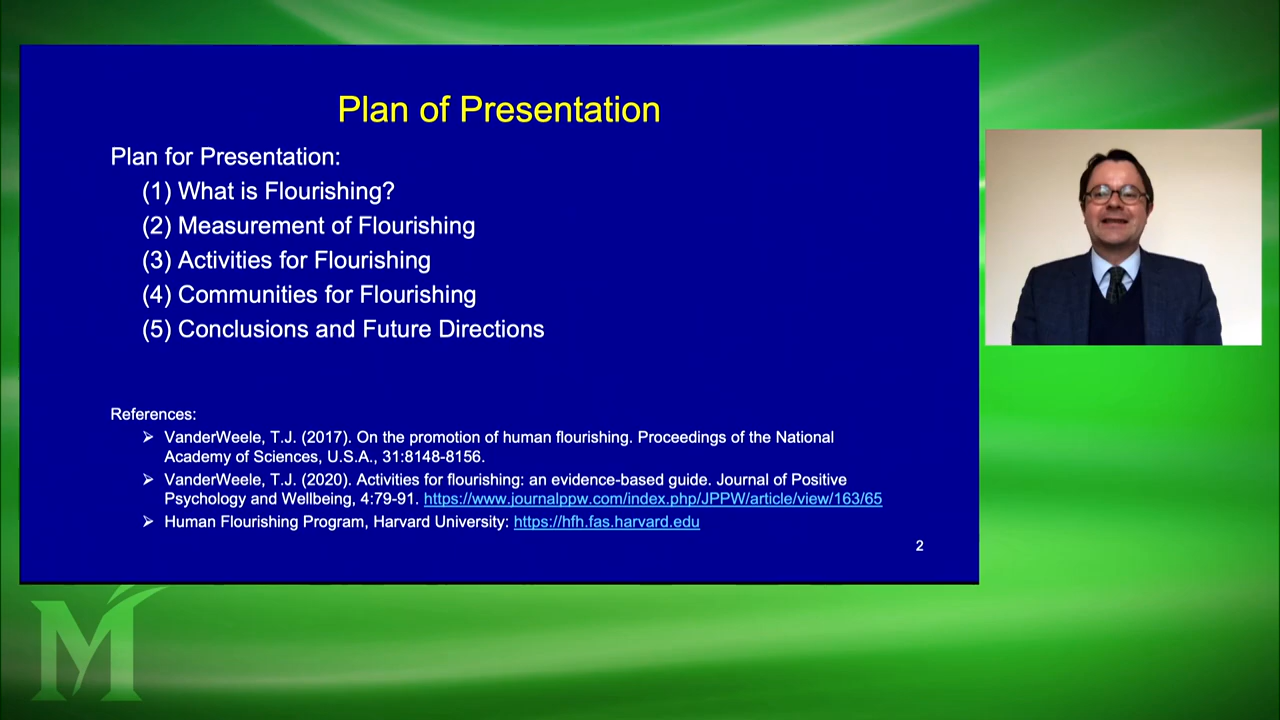 Plan of Presentation
Plan for Presentation:
(1) What is Flourishing?
(2) Measurement of Flourishing
(3) Activities for Flourishing
(4) Communities for Flourishing
(5) Conclusions and Future Directions
References:
➢ VanderWeele, T.J. (2017). On the promotion of human flourishing. Proceedings of the National
Academy of Sciences, U.S.A., 31:8148-8156.
➢ VanderWeele, T.J. (2020). Activities for flourishing: an evidence-based guide. Journal of Positive
Psychology and Wellbeing, 4:79-91. https://www.journalppw.com/index.php/JPPW/article/view/163/65
➢ Human Flourishing Program, Harvard University: https://hfh.fas.harvard.edu
2
M